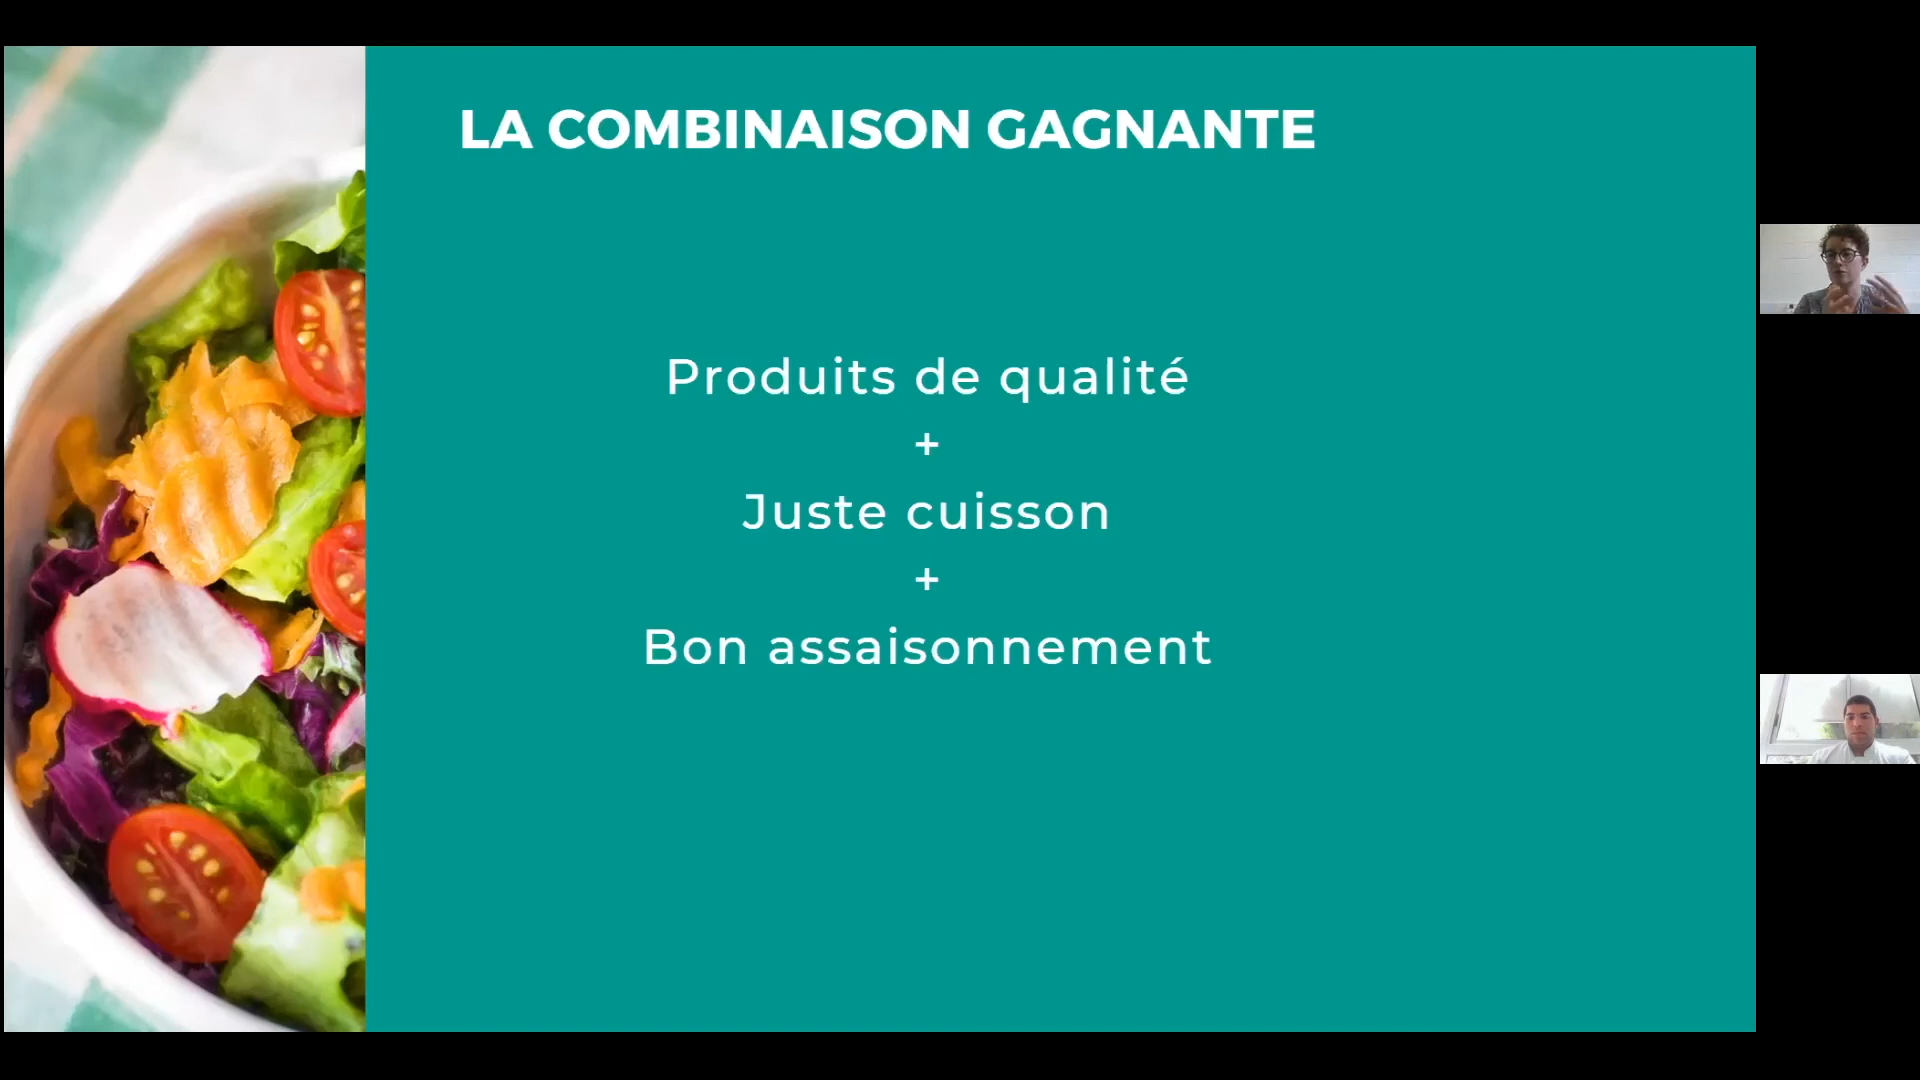 LA COMBINAISON GAGNANTE
Produits de qualité
+
Juste cuisson
+
Bon assaisonnement